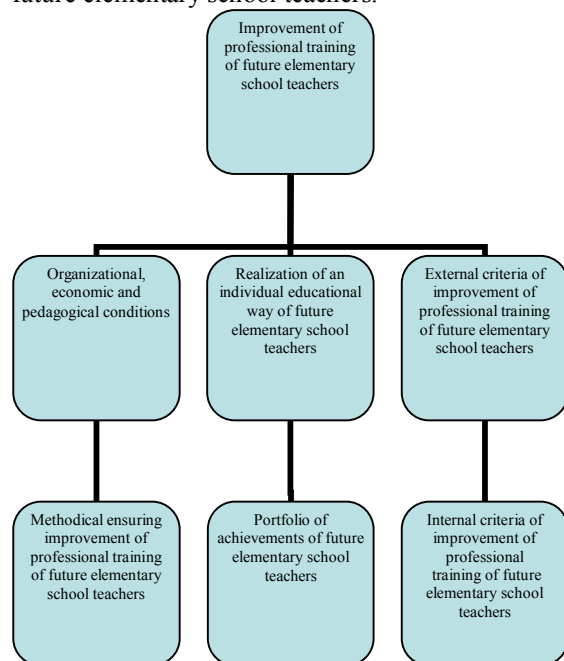 future elementary school teachers.
Improvement of
professional training
of future elementary
school teachers
Organizational,
economic and
pedagogical conditions
Realization of an
individual educational
way of future
elementary school
teachers
External criteria of
improvement of
professional training
of future elementary
school teachers
Methodical ensuring
improvement of
professional training
of future elementary
school teachers
Portfolio of
achievements of future
elementary school
teachers
Internal criteria of
improvement of
professional
training of future
elementary school
teachers